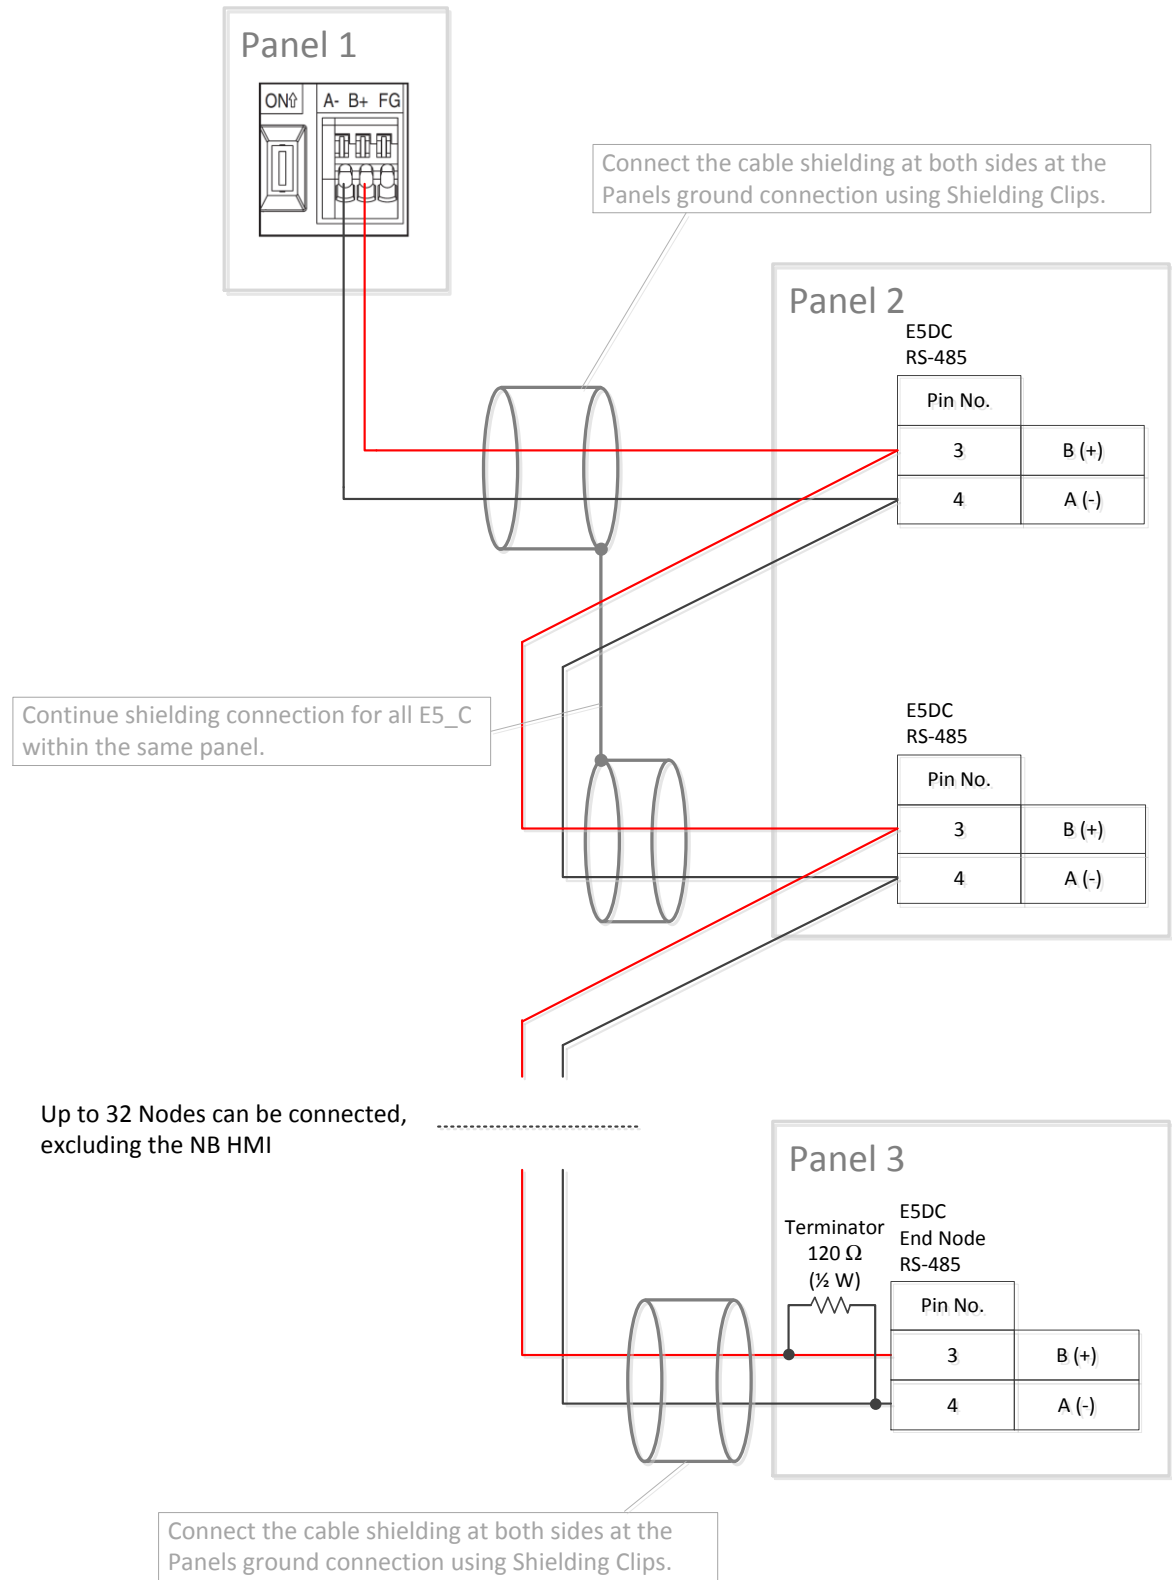 Panel 1
ON⇧ A- B+ FG
Connect the cable shielding at both sides at the
Panels ground connection using Shielding Clips.
Panel 2
E5DC
RS-485
Pin No.
3 B (+)
4 A (-)
Continue shielding connection for all E5_C
within the same panel.
E5DC
RS-485
Pin No.
3 B (+)
4 A (-)
Up to 32 Nodes can be connected,
excluding the NB HMI
Panel 3
Terminator
120 Ω
(½ W)
E5DC
End Node
RS-485
Pin No.
3 B (+)
4 A (-)
Connect the cable shielding at both sides at the
Panels ground connection using Shielding Clips.